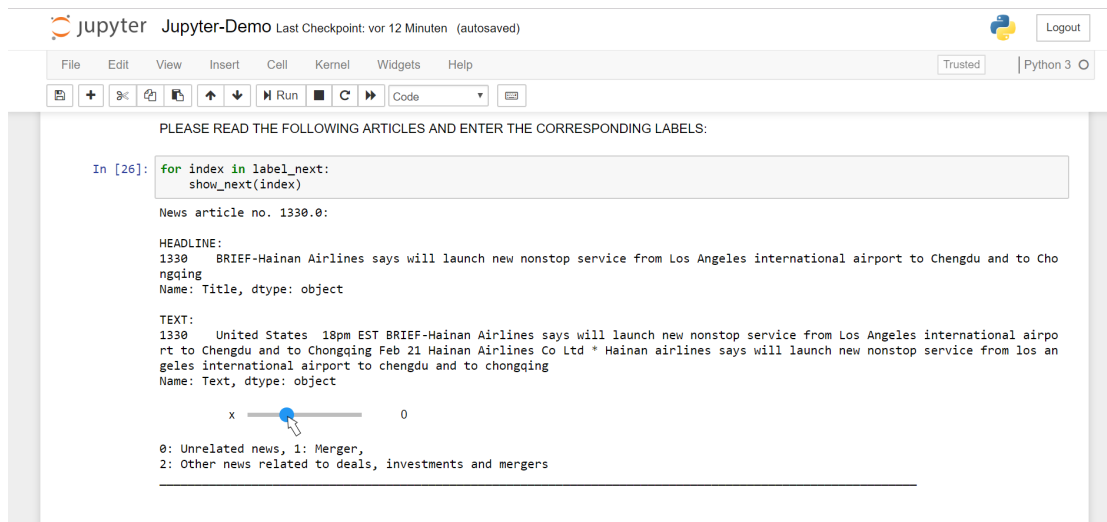 jupyter Jupyter-Demo Last Checkpoint: vor 12 Minuten (autosaved) Logout
File Edit View Insert Cell Kernel Widgets Help Trusted Python 3
Run Code
PLEASE READ THE FOLLOWING ARTICLES AND ENTER THE CORRESPONDING LABELS:
In [26]: for index in label_next:
show_next(index)
News article no. 1330.0:
HEADLINE:
1330 BRIEF-Hainan Airlines says will launch new nonstop service from Los Angeles international airport to Chengdu and to Cho
ngqing
Name: Title, dtype: object
TEXT:
1330 United States 18pm EST BRIEF-Hainan Airlines says will launch new nonstop service from Los Angeles international airpo
rt to Chengdu and to Chongqing Feb 21 Hainan Airlines Co Ltd * Hainan airlines says will launch new nonstop service from los an
geles international airport to chengdu and to chongqing
Name: Text, dtype: object
x 0
0: Unrelated news, 1: Merger,
2: Other news related to deals, investments and mergers